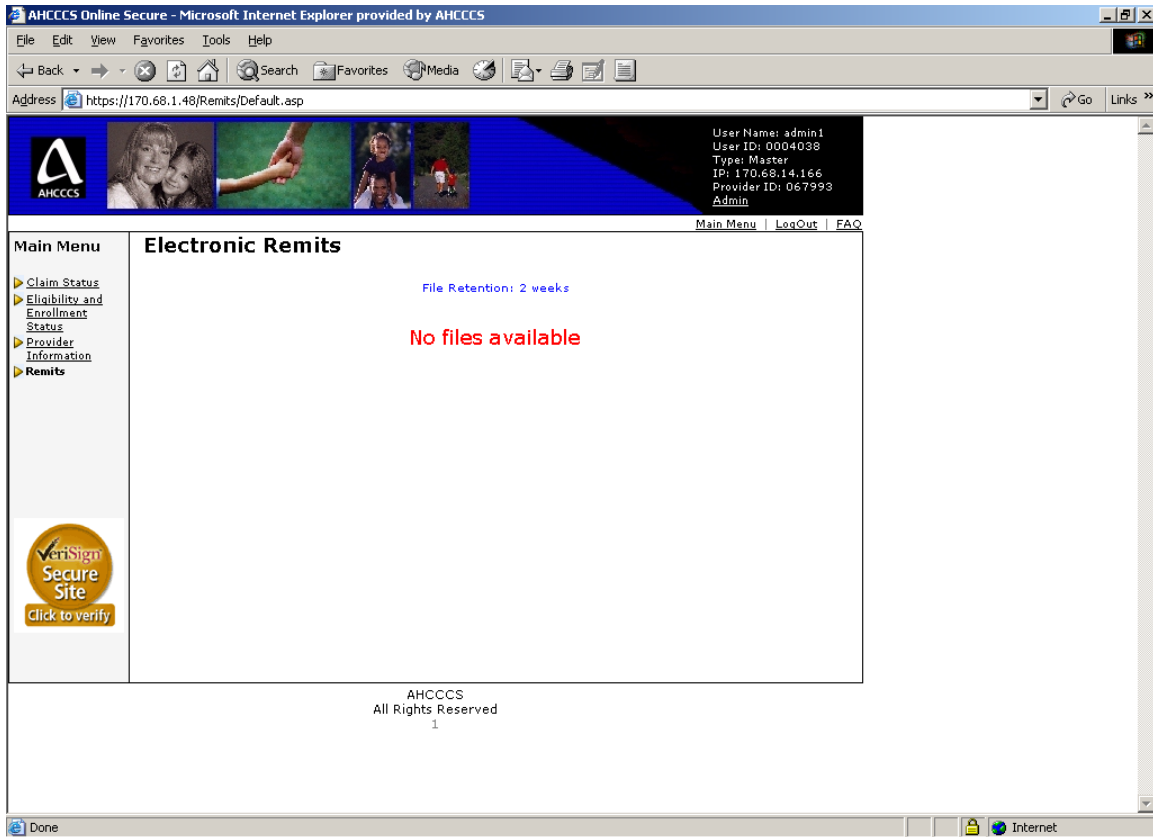 AHCCCS Online Secure - Microsoft Internet Explorer provided by AHCCCS
File Edit View Favorites Tools Help
Back Search Favorites Media
Address https://170.68.1.48/Remits/Default.asp Go Links »
AHCCCS
User Name: admin1
User ID: 0004038
Type: Master
IP: 170.68.14.166
Provider ID: 067993
Admin
Main Menu | LogOut | FAQ
Main Menu
Claim Status
Eligibility and
Enrollment
Status
Provider
Information
Remits
Electronic Remits
File Retention: 2 weeks
No files available
VeriSign
Secure
Site
Click to verify
AHCCCS
All Rights Reserved
1
Done Internet